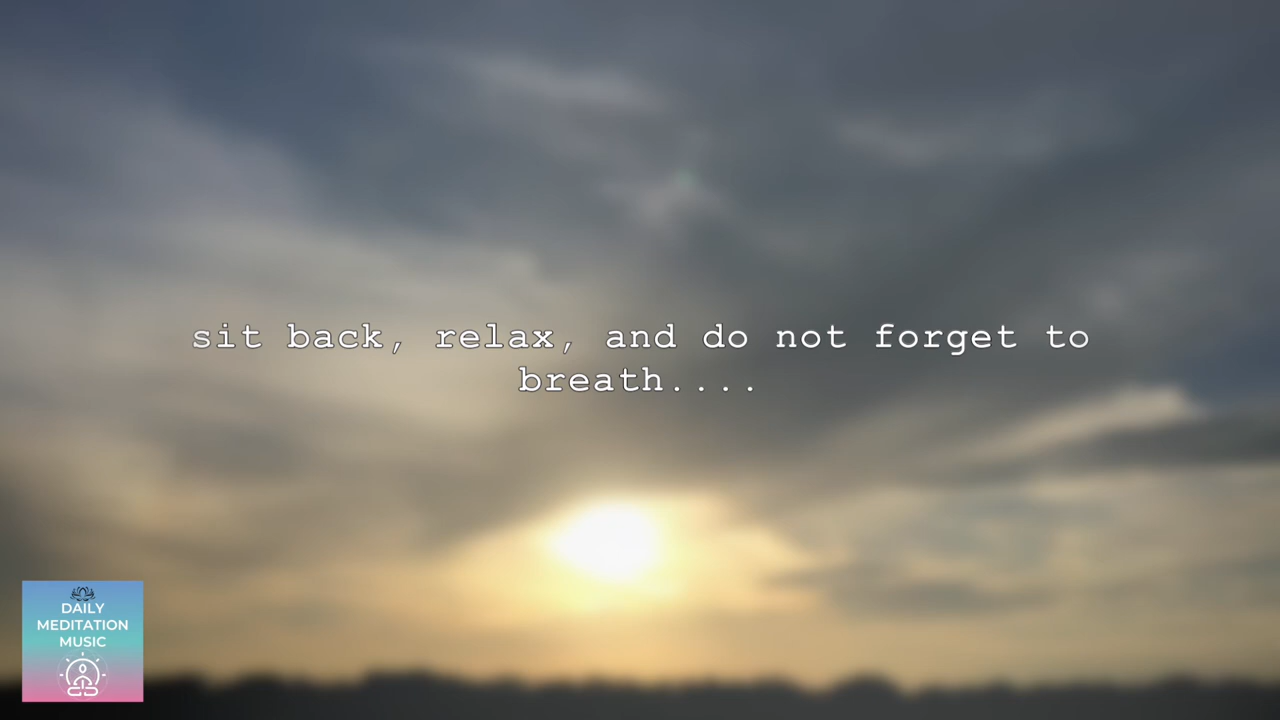 sit back, relax, and do not forget to
breath....
DAILY
MEDITATION
MUSIC